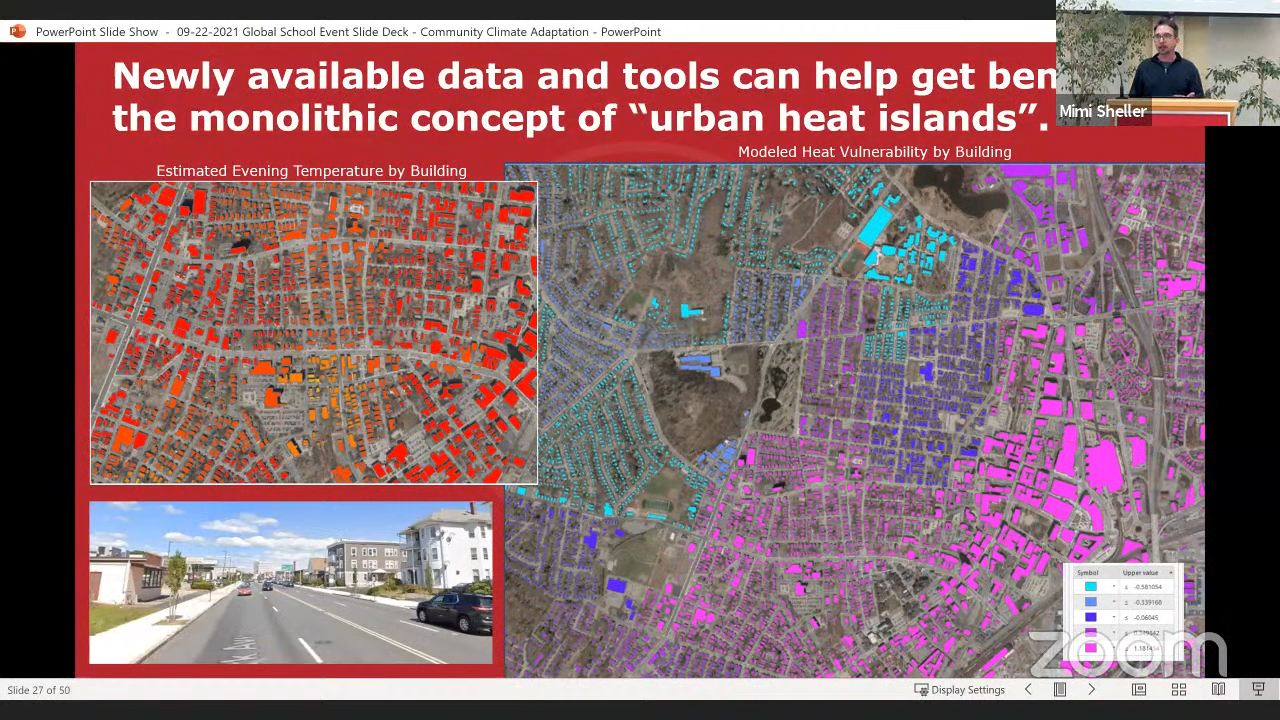 PowerPoint Slide Show - 09-22-2021 Global School Event Slide Deck - Community Climate Adaptation - PowerPoint
Mimi Sheller
Newly available data and tools can help get ben
the monolithic concept of “urban heat islands”.
Modeled Heat Vulnerability by Building
Estimated Evening Temperature by Building
Symbol Upper value
≤ -0.581054
≤ -0.339168
≤ -0.06045
zoom
Slide 27 of 50
Display Settings